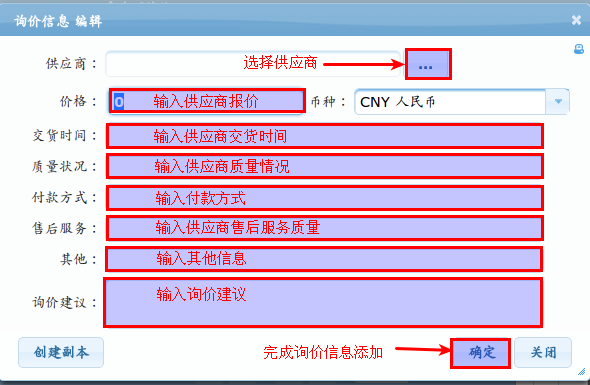 询价信息 编辑
供应商： 选择供应商 ...
价格： 0 输入供应商报价 币种： CNY 人民币
交货时间： 输入供应商交货时间
质量状况： 输入供应商质量情况
付款方式： 输入付款方式
售后服务： 输入供应商售后服务质量
其他： 输入其他信息
询价建议： 输入询价建议
创建副本 完成询价信息添加 确定 关闭